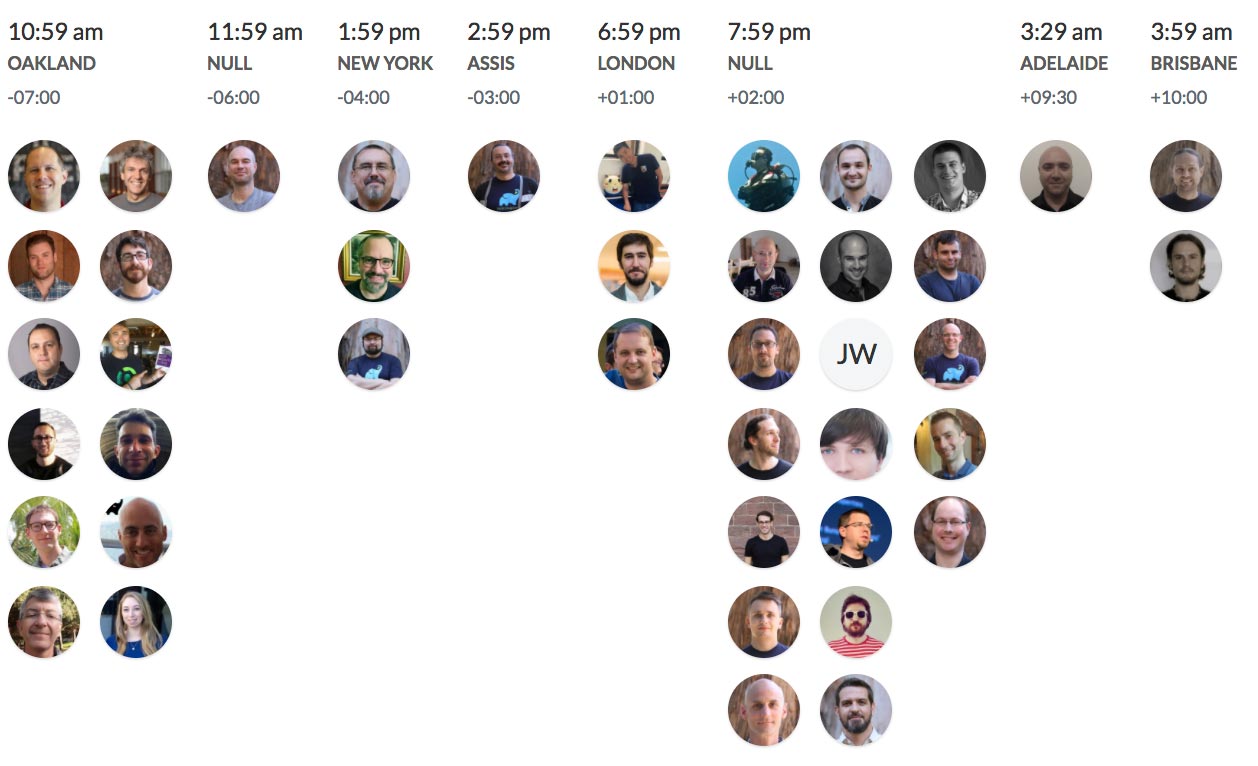 10:59 am
OAKLAND
-07:00
11:59 am
NULL
-06:00
1:59 pm
NEW YORK
-04:00
2:59 pm
ASSIS
-03:00
6:59 pm
LONDON
+01:00
7:59 pm
NULL
+02:00
3:29 am
ADELAIDE
+09:30
3:59 am
BRISBANE
+10:00
JW